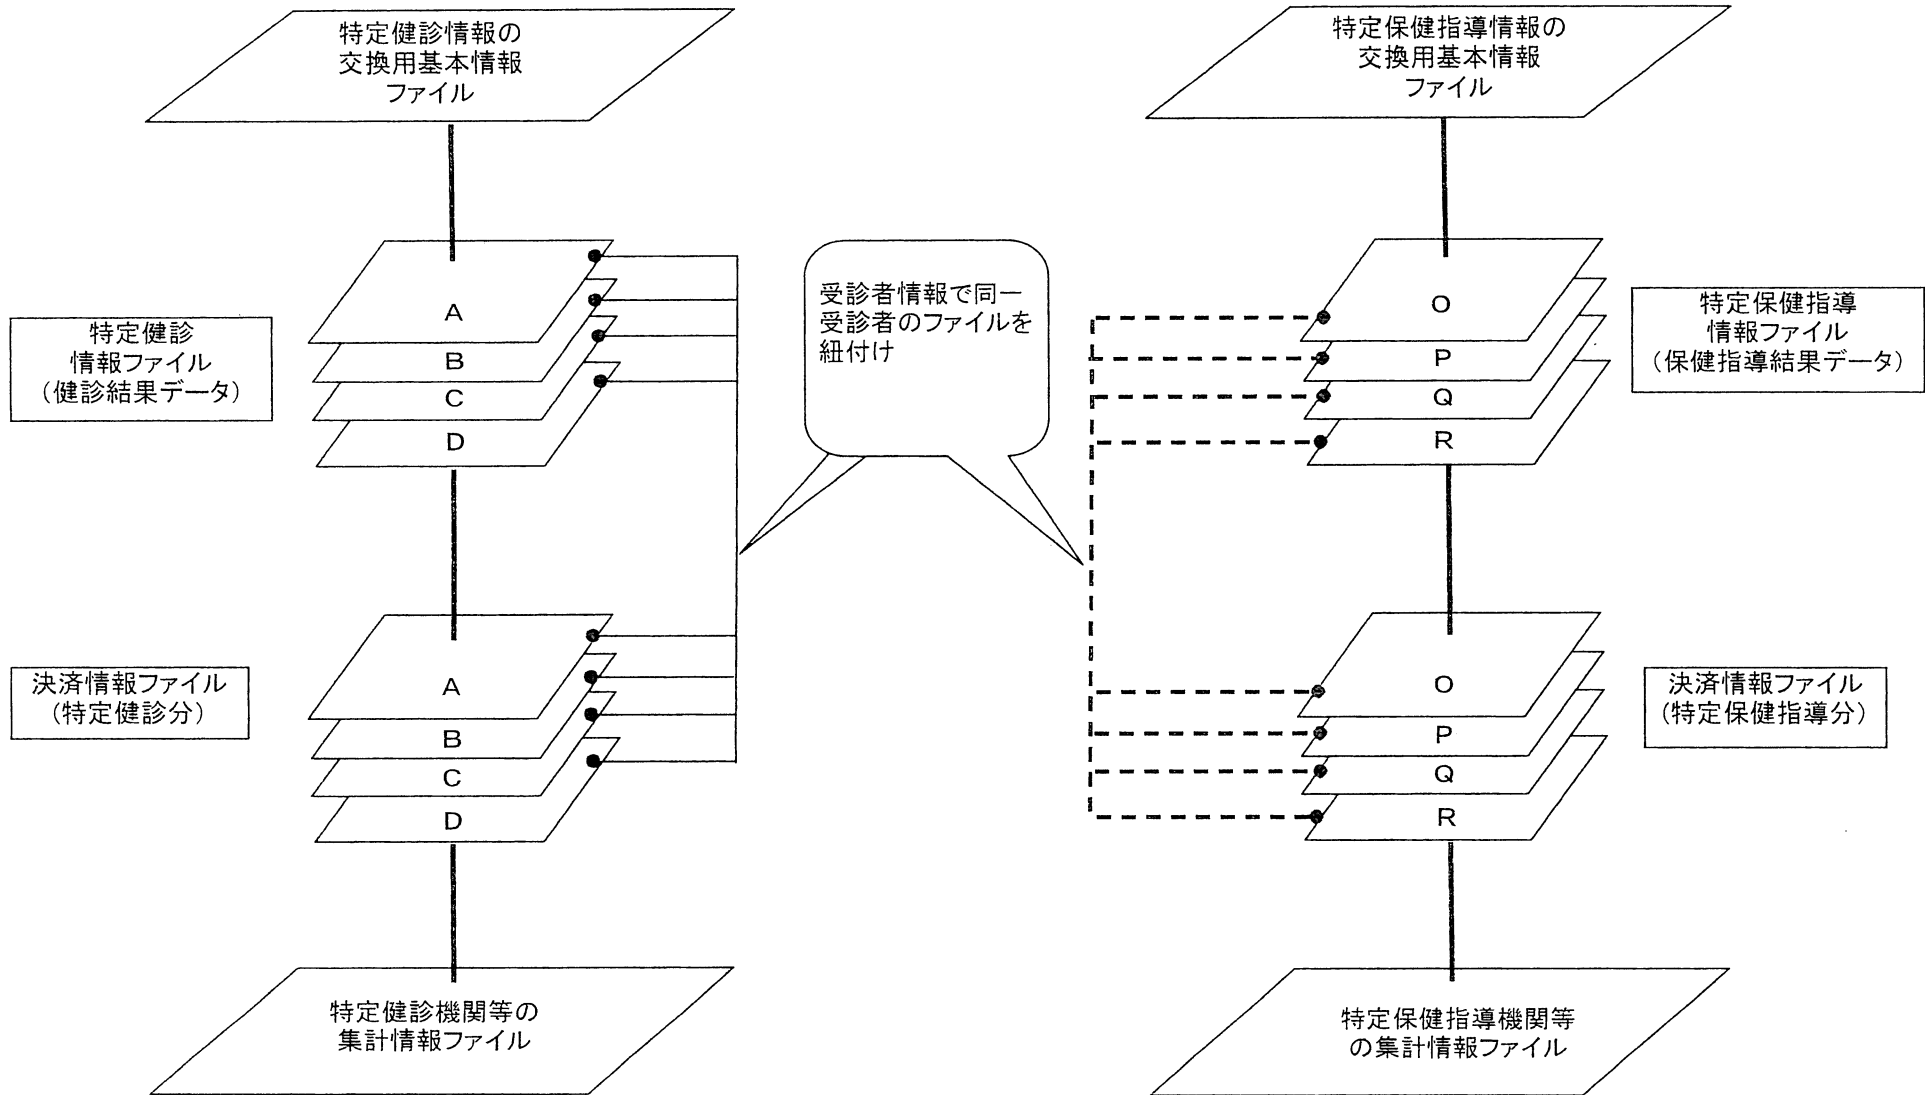 特定健診情報の
交換用基本情報
ファイル
特定健診
情報ファイル
（健診結果データ）
A
B
C
D
決済情報ファイル
（特定健診分）
A
B
C
D
特定健診機関等の
集計情報ファイル
受診者情報で同一
受診者のファイルを
紐付け
特定保健指導情報の
交換用基本情報
ファイル
O
P
Q
R
特定保健指導
情報ファイル
（保健指導結果データ）
O
P
Q
R
決済情報ファイル
（特定保健指導分）
特定保健指導機関等
の集計情報ファイル